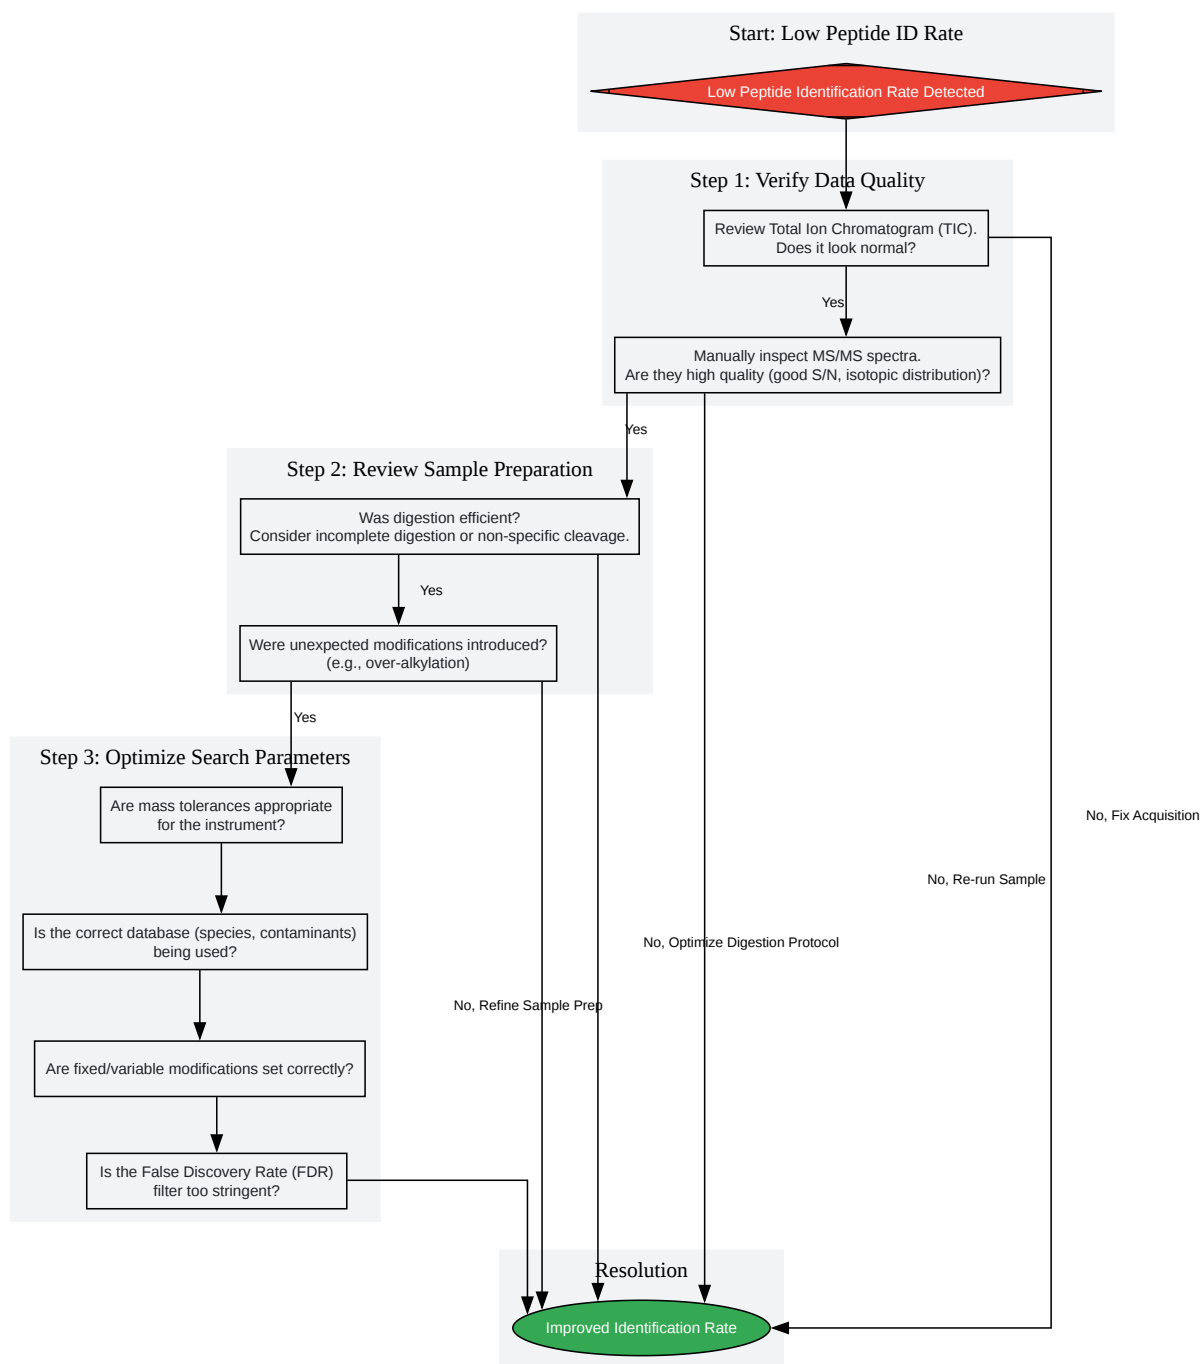 Start: Low Peptide ID Rate
Low Peptide Identification Rate Detected
Step 1: Verify Data Quality
Review Total Ion Chromatogram (TIC).
Does it look normal?
Yes
Manually inspect MS/MS spectra.
Are they high quality (good S/N, isotopic distribution)?
Yes
Step 2: Review Sample Preparation
Was digestion efficient?
Consider incomplete digestion or non-specific cleavage.
Yes
Were unexpected modifications introduced?
(e.g., over-alkylation)
Yes
Step 3: Optimize Search Parameters
Are mass tolerances appropriate
for the instrument?
No, Fix Acquisition
No, Re-run Sample
Is the correct database (species, contaminants)
being used?
No, Optimize Digestion Protocol
No, Refine Sample Prep
Are fixed/variable modifications set correctly?
Is the False Discovery Rate (FDR)
filter too stringent?
Resolution
Improved Identification Rate